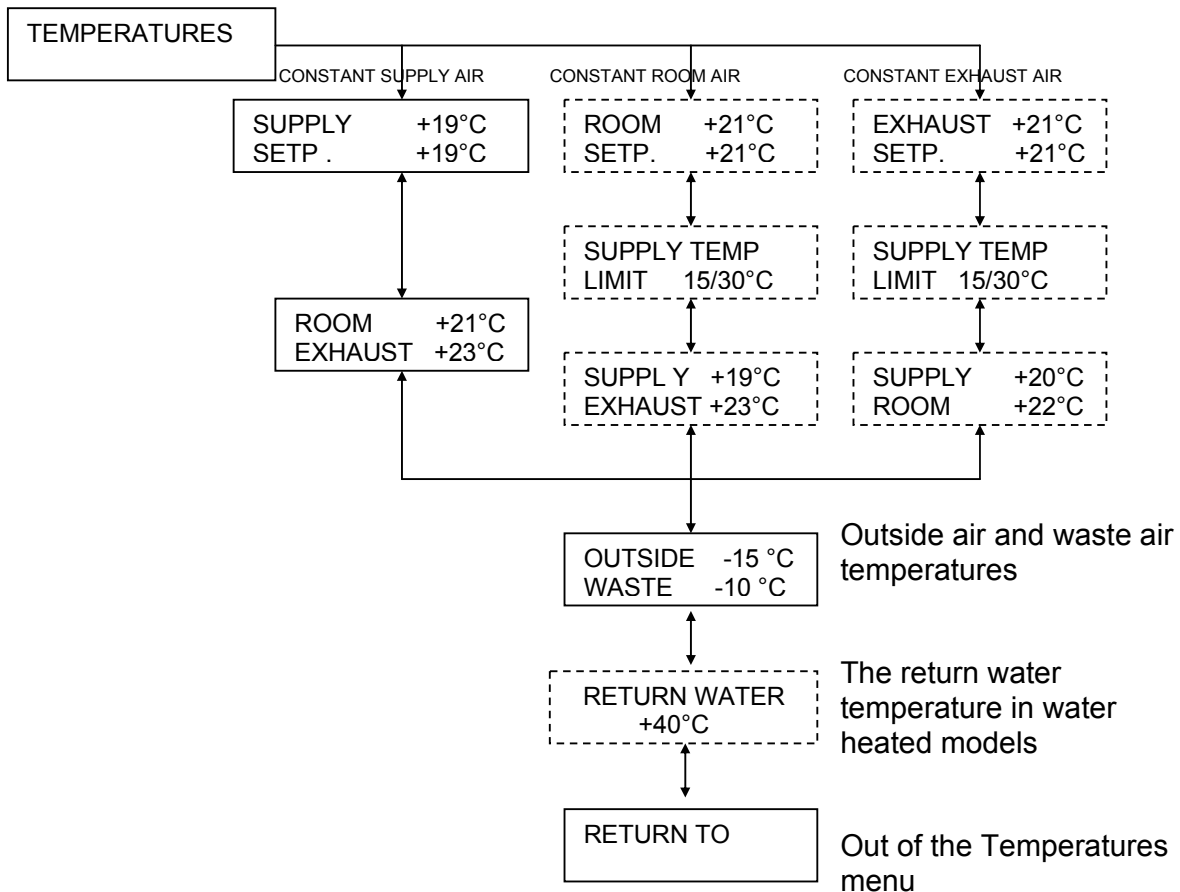 TEMPERATURES
CONSTANT SUPPLY AIR
SUPPLY +19°C
SETP . +19°C
ROOM +21°C
EXHAUST +23°C
CONSTANT ROOM AIR
ROOM +21°C
SETP. +21°C
SUPPLY TEMP
LIMIT 15/30°C
SUPPL Y +19°C
EXHAUST +23°C
CONSTANT EXHAUST AIR
EXHAUST +21°C
SETP. +21°C
SUPPLY TEMP
LIMIT 15/30°C
SUPPLY +20°C
ROOM +22°C
OUTSIDE -15 °C
WASTE -10 °C
Outside air and waste air
temperatures
RETURN WATER
+40°C
The return water
temperature in water
heated models
RETURN TO
Out of the Temperatures
menu